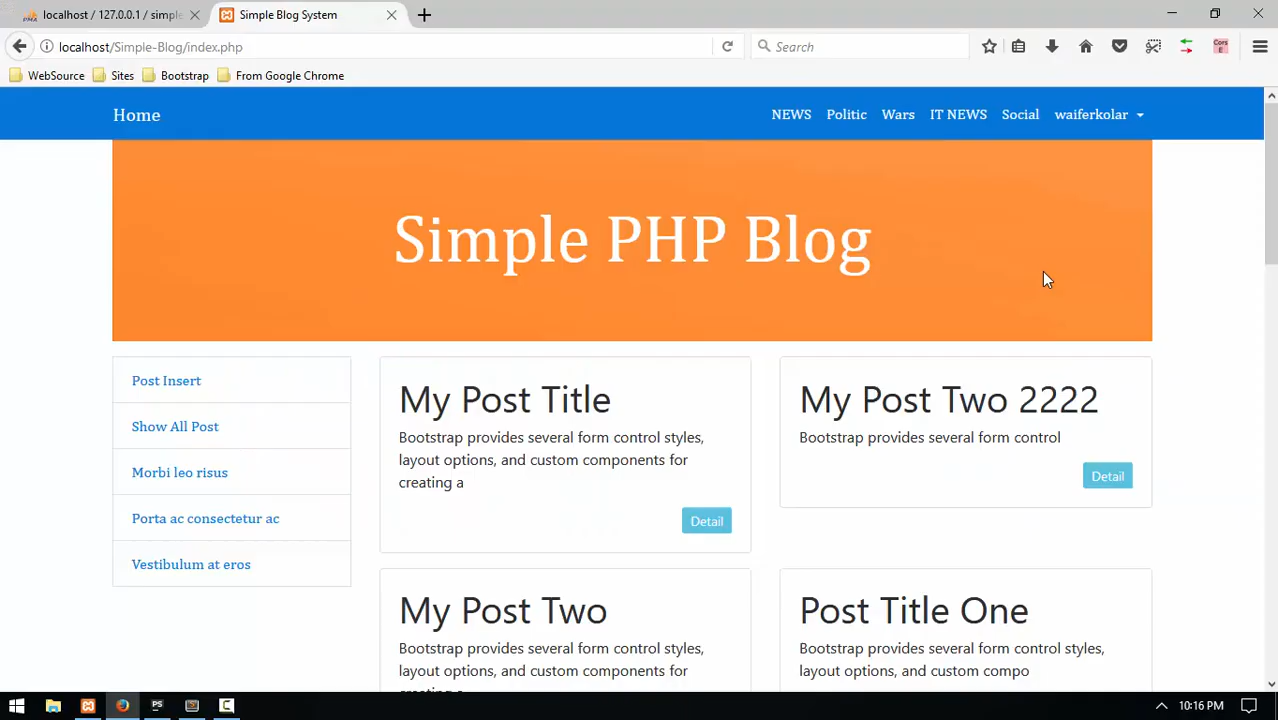 localhost / 127.0.0.1 / simple
Simple Blog System
localhost/Simple-Blog/index.php
Search
WebSource
Sites
Bootstrap
From Google Chrome
Home
NEWS
Politic
Wars
IT NEWS
Social
waiferkolar
Simple PHP Blog
Post Insert
Show All Post
Morbi leo risus
Porta ac consectetur ac
Vestibulum at eros
My Post Title
Bootstrap provides several form control styles,
layout options, and custom components for
creating a
Detail
My Post Two 2222
Bootstrap provides several form control
Detail
My Post Two
Bootstrap provides several form control styles,
layout options, and custom components for
creating a
Post Title One
Bootstrap provides several form control styles,
layout options, and custom compo
10:16 PM